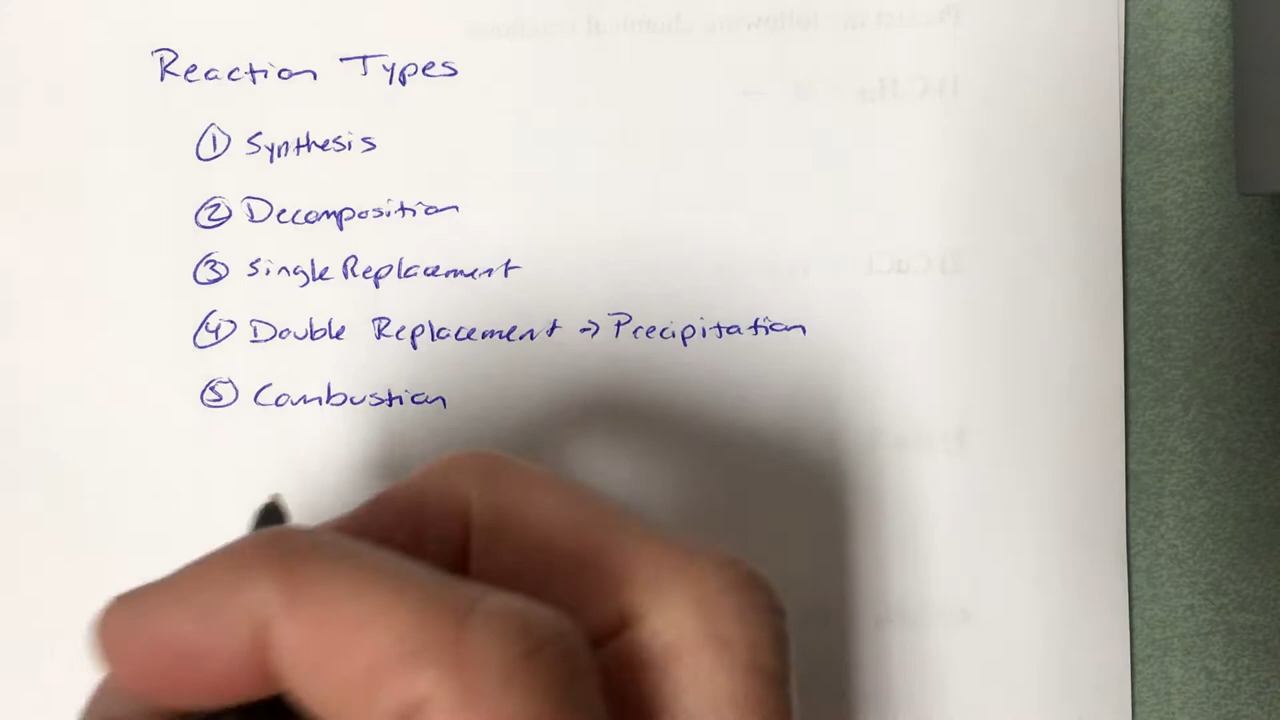 Reaction Types
① Synthesis
② Decomposition
③ Single Replacement
④ Double Replacement → Precipitation
⑤ Combustion